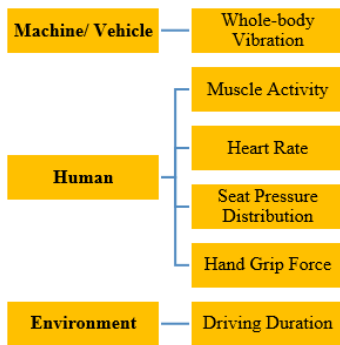 Machine/ Vehicle
Whole-body
Vibration
Muscle Activity
Heart Rate
Human
Seat Pressure
Distribution
Hand Grip Force
Environment
Driving Duration